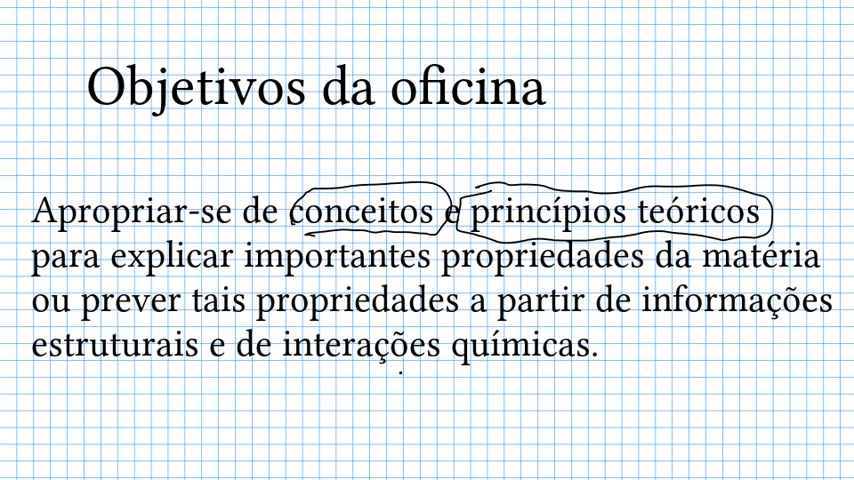 Objetivos da oficina
Apropriar-se de conceitos e princípios teóricos
para explicar importantes propriedades da matéria
ou prever tais propriedades a partir de informações
estruturais e de interações químicas.